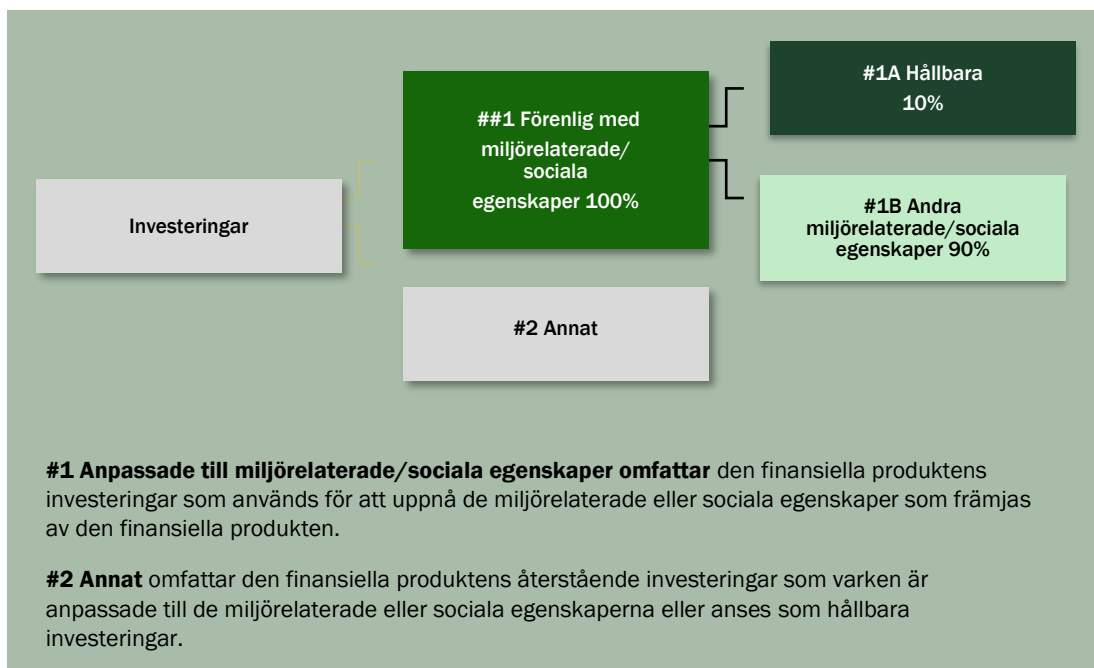 Investeringar
##1 Förenlig med
miljörelaterade/
sociala
egenskaper 100%
#2 Annat
#1A Hållbara
10%
#1B Andra
miljörelaterade/sociala
egenskaper 90%
#1 Anpassade till miljörelaterade/sociala egenskaper omfattar den finansiella produktens
investeringar som används för att uppnå de miljörelaterade eller sociala egenskaper som främjas
av den finansiella produkten.
#2 Annat omfattar den finansiella produktens återstående investeringar som varken är
anpassade till de miljörelaterade eller sociala egenskaperna eller anses som hållbara
investeringar.